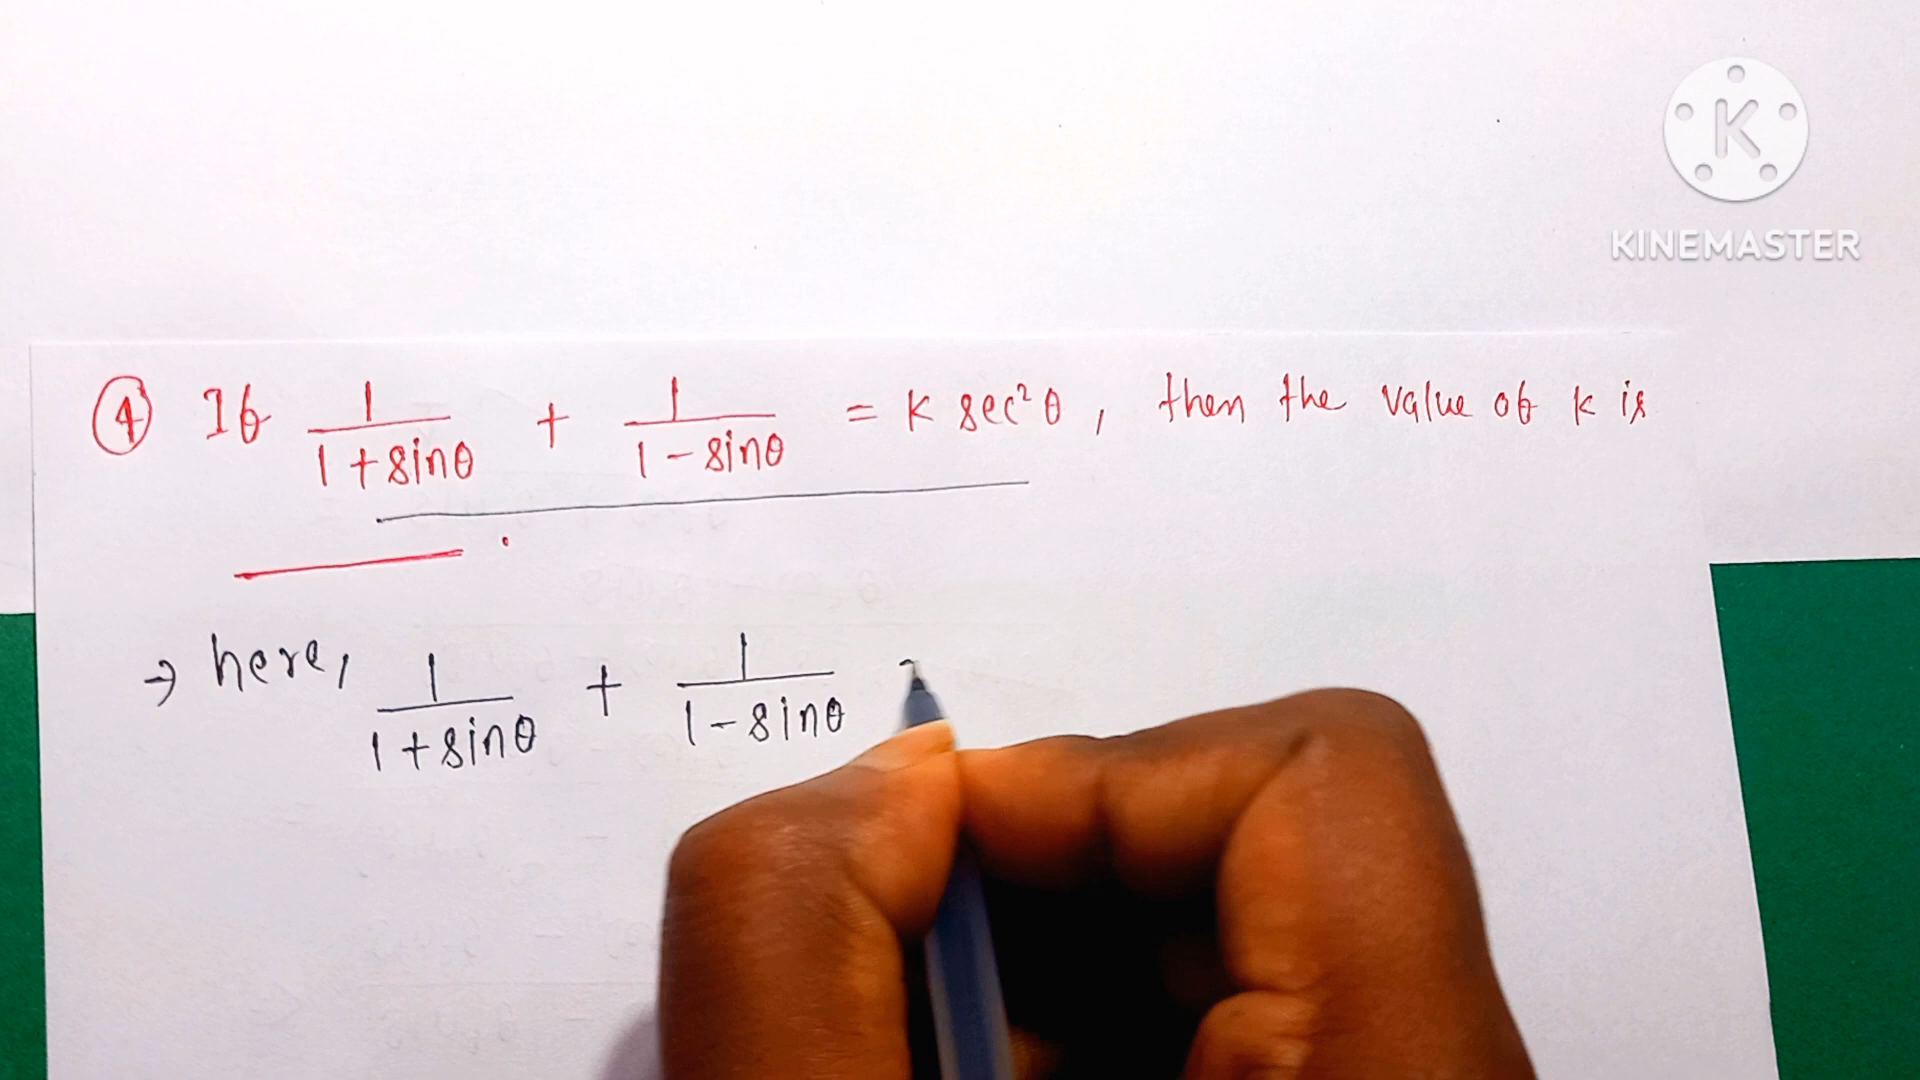 KINEMASTER
④ If 1/(1+sinθ) + 1/(1-sinθ) = K sec²θ, then the value of k is
______ .
→ here, 1/(1+sinθ) + 1/(1-sinθ)